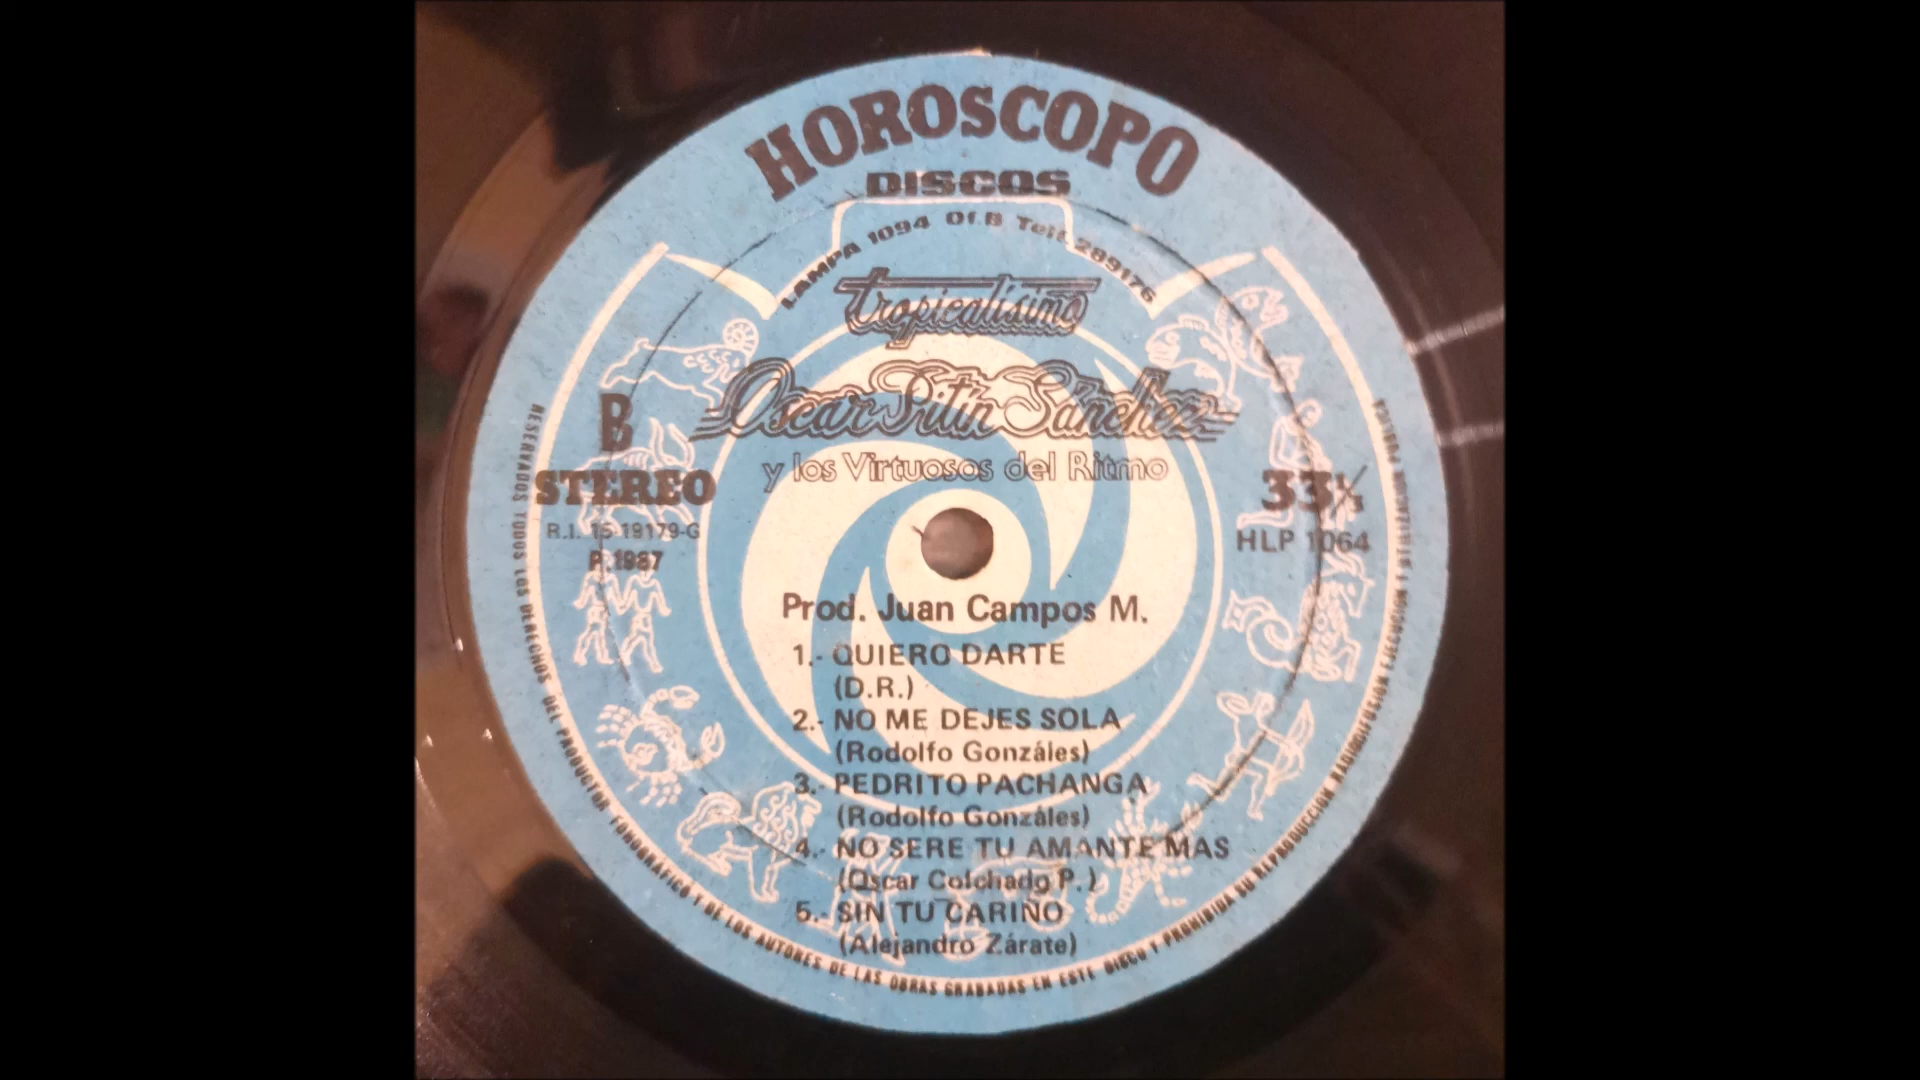 HOROSCOPO
DISCOS
LAMPA 1094 Of. B Telf. 289176
tropicalísimo
Oscar Pitín Sánchez
y los Virtuosos del Ritmo
B
STEREO
R.I. 15-19179-G
P. 1987
33⅓
HLP 1064
Prod. Juan Campos M.
1.- QUIERO DARTE
(D.R.)
2.- NO ME DEJES SOLA
(Rodolfo Gonzáles)
3.- PEDRITO PACHANGA
(Rodolfo Gonzáles)
4.- NO SERE TU AMANTE MAS
(Oscar Colchado P.)
5.- SIN TU CARIÑO
(Alejandro Zárate)
RESERVADOS TODOS LOS DERECHOS DEL PRODUCTOR FONOGRAFICO Y DE LOS AUTORES DE LAS OBRAS GRABADAS EN ESTE DISCO Y PROHIBIDA SU REPRODUCCION RADIODIFUSION EJECUCION